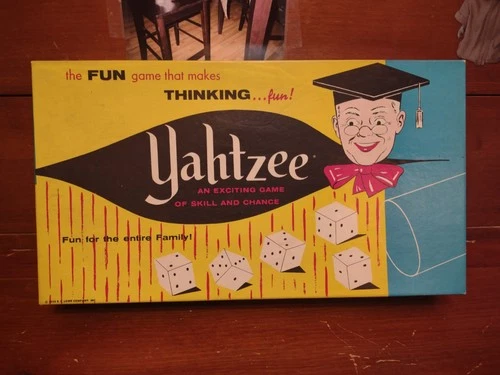 the FUN game that makes
THINKING...fun!
Yahtzee
AN EXCITING GAME
OF SKILL AND CHANCE
Fun for the entire Family!